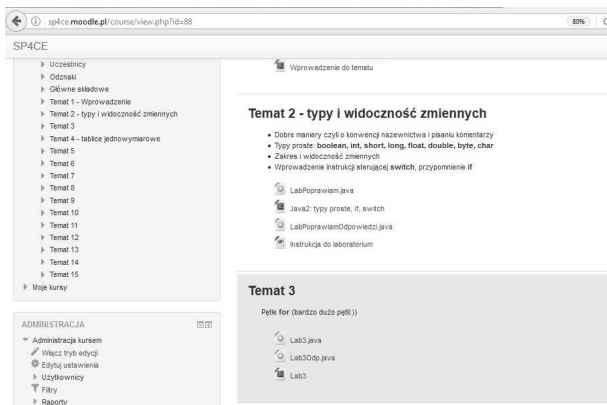 sp4ce.moodle.pl/course/view.php?id=88
80%
SP4CE
Uczestnicy
Odznaki
Główne składowe
Temat 1 - Wprowadzenie
Temat 2 - typy i widoczność zmiennych
Temat 3
Temat 4 - tablice jednowymiarowe
Temat 5
Temat 6
Temat 7
Temat 8
Temat 9
Temat 10
Temat 11
Temat 12
Temat 13
Temat 14
Temat 15
Moje kursy
ADMINISTRACJA
Administracja kursem
Włącz tryb edycji
Edytuj ustawienia
Użytkownicy
Filtry
Raporty
Wprowadzenie do tematu
Temat 2 - typy i widoczność zmiennych
Dobre maniery czyli o konwencji nazewnictwa i pisaniu komentarzy
Typy proste: boolean, int, short, long, float, double, byte, char
Zakres i widoczność zmiennych
Wprowadzenie instrukcji sterującej switch, przypomnienie if
LabPoprawiam.java
Java2: typy proste, if, switch
LabPoprawiamOdpowiedzi.java
Instrukcja do laboratorium
Temat 3
Pętle for (bardzo dużo pętli:))
Lab3.java
Lab3Odp.java
Lab3